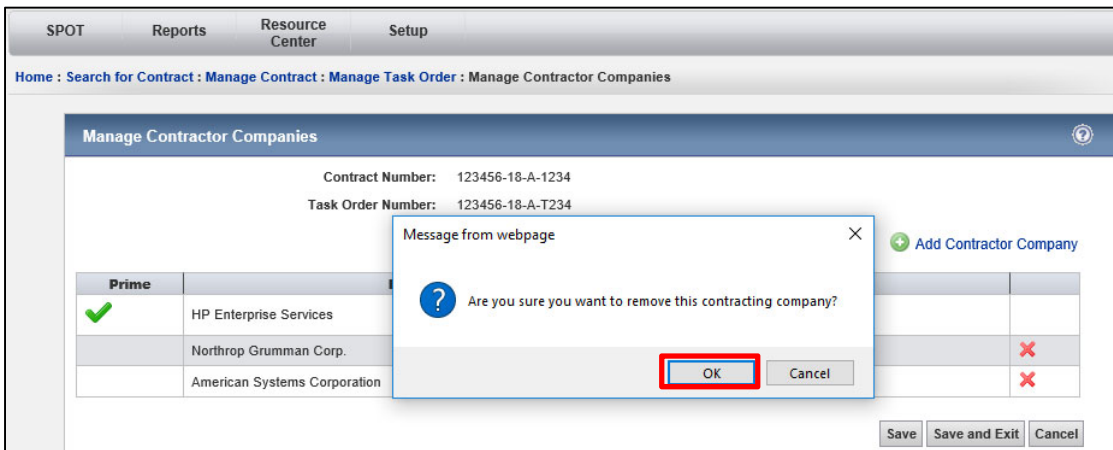 SPOT Reports Resource Center Setup
Home : Search for Contract : Manage Contract : Manage Task Order : Manage Contractor Companies
Manage Contractor Companies
Contract Number: 123456-18-A-1234
Task Order Number: 123456-18-A-T234
Message from webpage
Add Contractor Company
Are you sure you want to remove this contracting company?
OK Cancel
Prime
HP Enterprise Services
Northrop Grumman Corp.
American Systems Corporation
Save Save and Exit Cancel